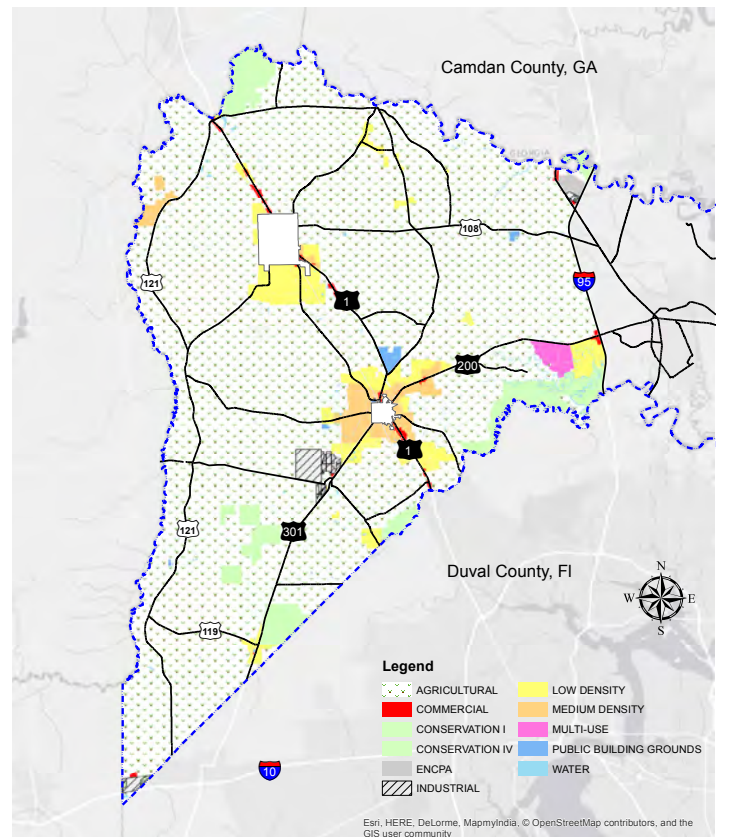 Camdan County, GA
GEORGIA
108
121
95
1
200
1
121
301
Duval County, Fl
N
W E
S
119
Legend
AGRICULTURAL
COMMERCIAL
CONSERVATION I
CONSERVATION IV
ENCPA
INDUSTRIAL
LOW DENSITY
MEDIUM DENSITY
MULTI-USE
PUBLIC BUILDING GROUNDS
WATER
10
Esri, HERE, DeLorme, MapmyIndia, © OpenStreetMap contributors, and the
GIS user community